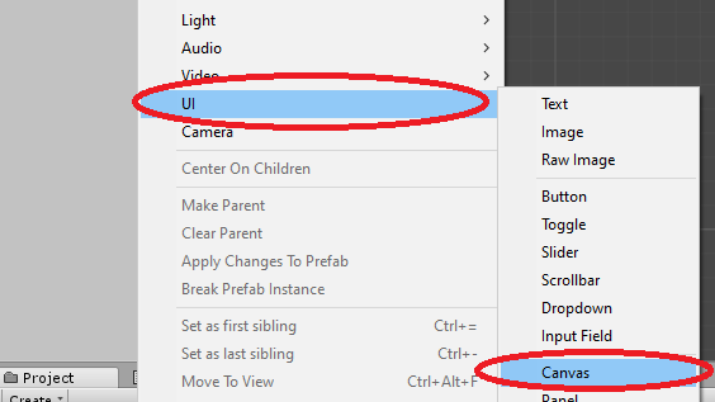 Light
Audio
Video
UI
Camera
Center On Children
Make Parent
Clear Parent
Apply Changes To Prefab
Break Prefab Instance
Set as first sibling Ctrl+=
Set as last sibling Ctrl+-
Move To View Ctrl+Alt+F
Text
Image
Raw Image
Button
Toggle
Slider
Scrollbar
Dropdown
Input Field
Canvas
Panel
Project
Create